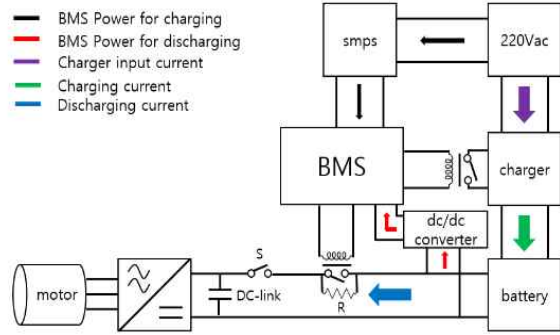 BMS Power for charging
BMS Power for discharging
Charger input current
Charging current
Discharging current
smps
220Vac
BMS
charger
dc/dc
converter
S
motor
DC-link
R
battery